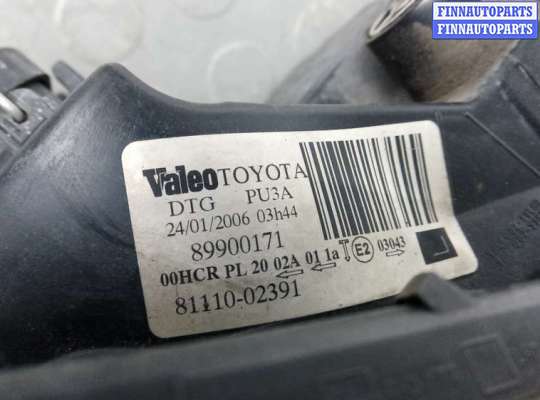 FINNAUTOPARTS
FINNAUTOPARTS
Valeo TOYOTA
DTG PU3A
24/01/2006 03h44
89900171
00HCR PL 20 02A 01 1a T E2 03043
81110-02391